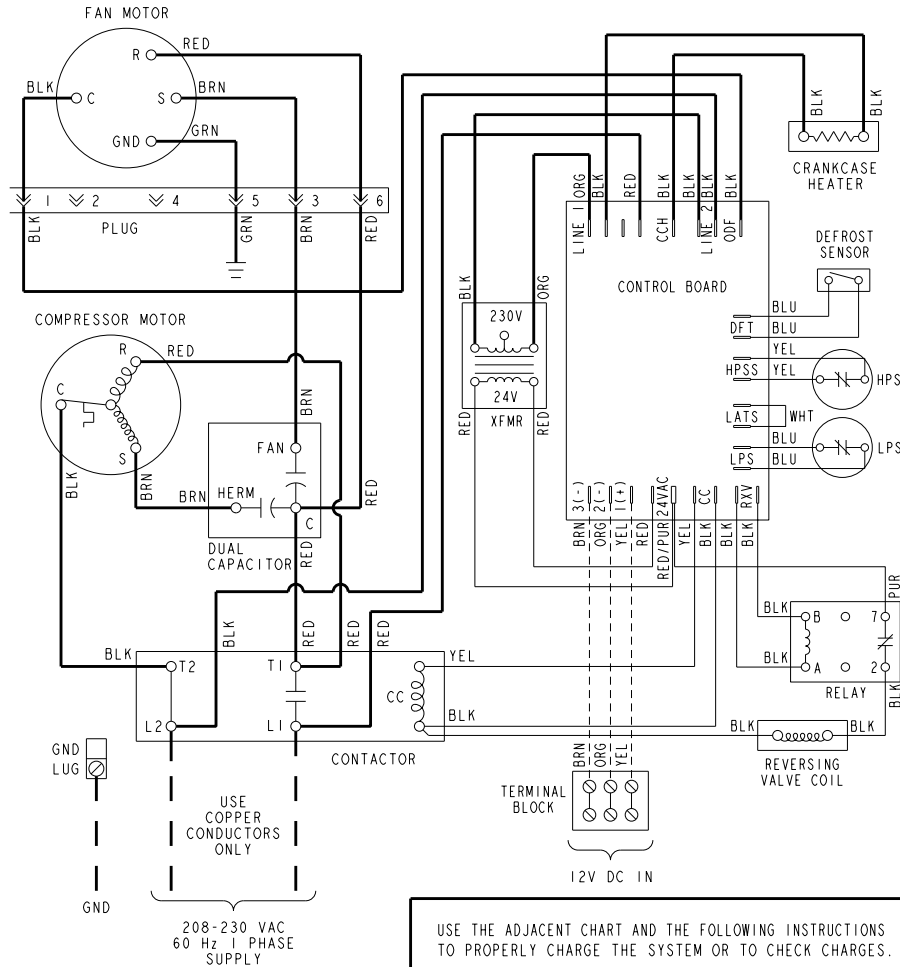 FAN MOTOR
R
RED
BLK
C
S
BRN
GND
GRN
1
2
4
5
3
6
PLUG
BLK
GRN
BRN
RED
BLK
BLK
CRANKCASE
HEATER
LINE 1
ORG
BLK
RED
CCH
BLK
BLK
LINE 2
BLK
ODF
BLK
CONTROL BOARD
DEFROST
SENSOR
BLU
DFT
BLU
YEL
HPSS
YEL
HPS
LATS
WHT
BLU
LPS
BLU
LPS
BLK
ORG
230V
24V
XFMR
RED
RED
COMPRESSOR MOTOR
R
RED
C
S
BLK
BRN
BRN
BRN
FAN
HERM
C
RED
RED
DUAL
CAPACITOR
3(-)
2(-)
1(+)
24VAC
CC
RXV
BRN
ORG
YEL
RED
RED/PUR
YEL
BLK
BLK
BLK
PUR
BLK
B
7
BLK
A
2
RELAY
BLK
BLK
BLK
REVERSING
VALVE COIL
BLK
RED
RED
RED
BLK
T2
T1
L2
L1
CC
YEL
BLK
CONTACTOR
GND
LUG
GND
USE
COPPER
CONDUCTORS
ONLY
208-230 VAC
60 Hz 1 PHASE
SUPPLY
BRN
ORG
YEL
TERMINAL
BLOCK
12V DC IN
USE THE ADJACENT CHART AND THE FOLLOWING INSTRUCTIONS
TO PROPERLY CHARGE THE SYSTEM OR TO CHECK CHARGES.